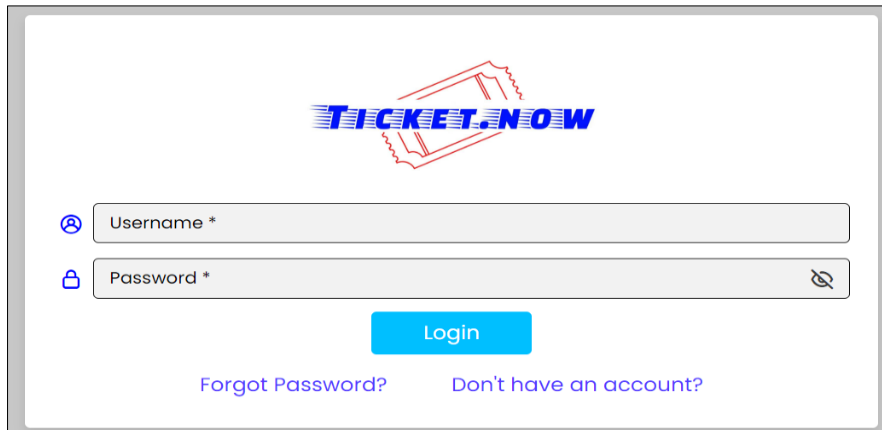 TICKET.NOW
Username *
Password *
Login
Forgot Password? Don't have an account?